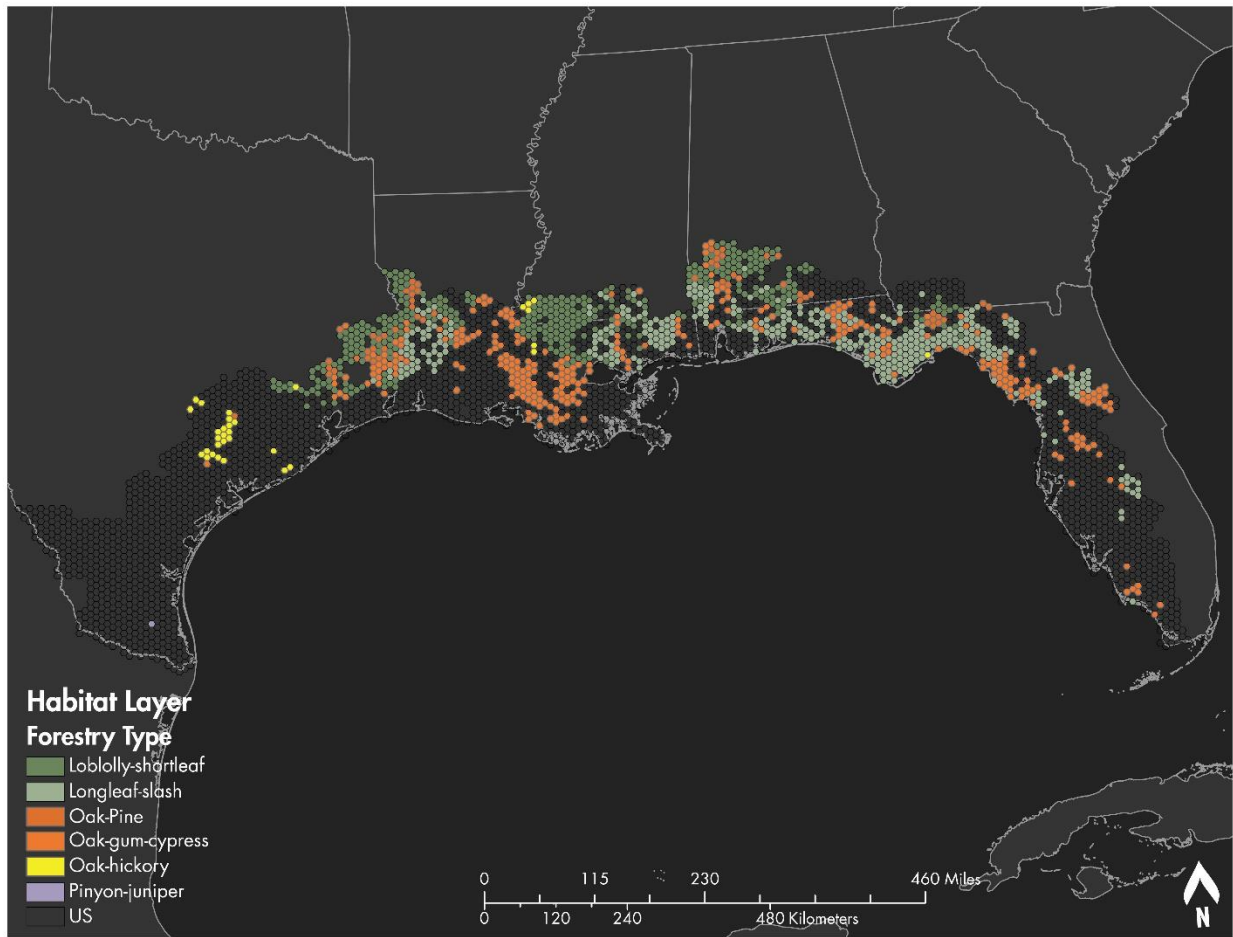 Habitat Layer
Forestry Type
Loblolly-shortleaf
Longleaf-slash
Oak-Pine
Oak-gum-cypress
Oak-hickory
Pinyon-juniper
US
0 115 230 460 Miles
0 120 240 480 Kilometers
N